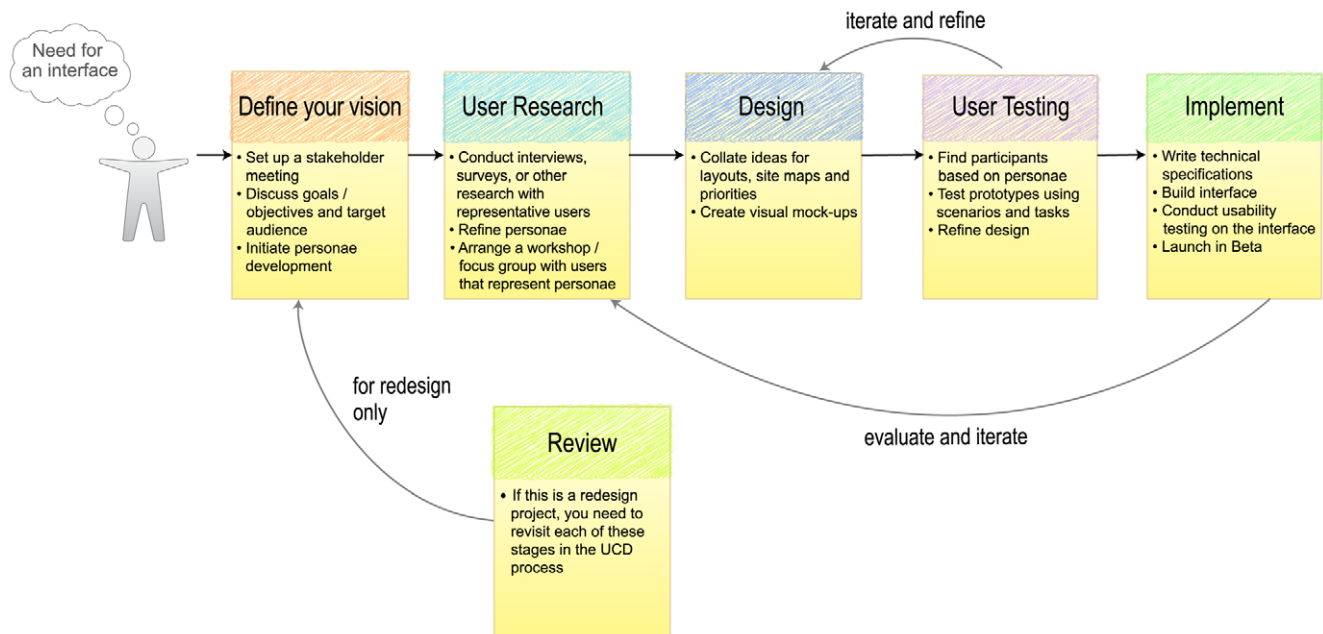 Need for
an interface
iterate and refine
Define your vision
• Set up a stakeholder
meeting
• Discuss goals /
objectives and target
audience
• Initiate personae
development
User Research
• Conduct interviews,
surveys, or other
research with
representative users
• Refine personae
• Arrange a workshop /
focus group with users
that represent personae
Design
• Collate ideas for
layouts, site maps and
priorities
• Create visual mock-ups
User Testing
• Find participants
based on personae
• Test prototypes using
scenarios and tasks
• Refine design
Implement
• Write technical
specifications
• Build interface
• Conduct usability
testing on the interface
• Launch in Beta
for redesign
only
evaluate and iterate
Review
• If this is a redesign
project, you need to
revisit each of these
stages in the UCD
process